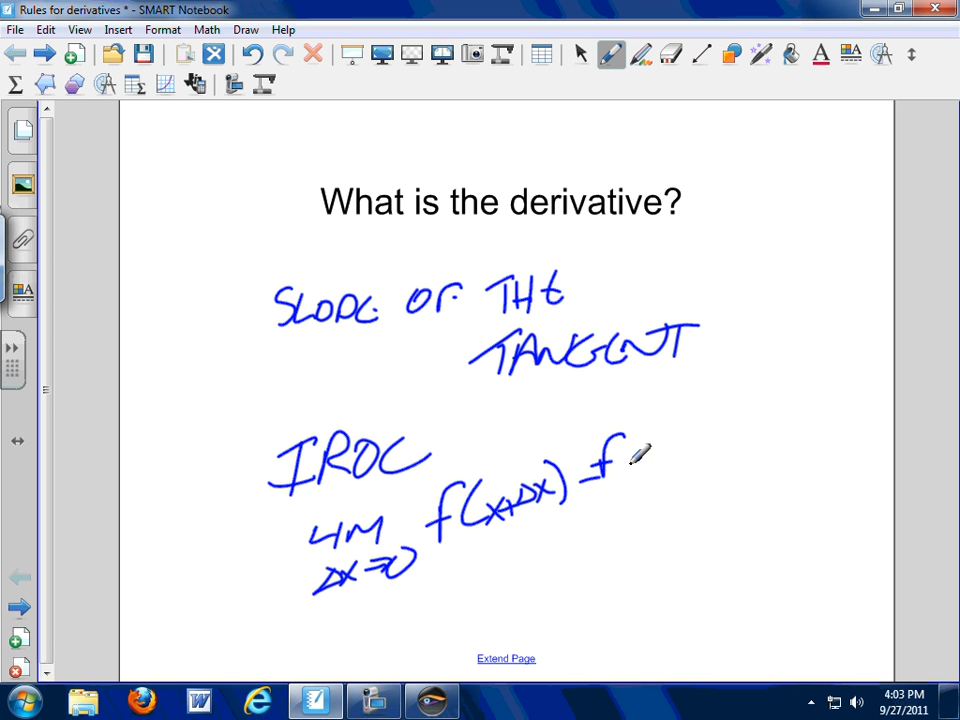 Rules for derivatives * - SMART Notebook
File Edit View Insert Format Math Draw Help
What is the derivative?
SLOPE OF THE
TANGENT
IROC
LIM f(x+Δx) - f
Δx→0
Extend Page
4:03 PM
9/27/2011